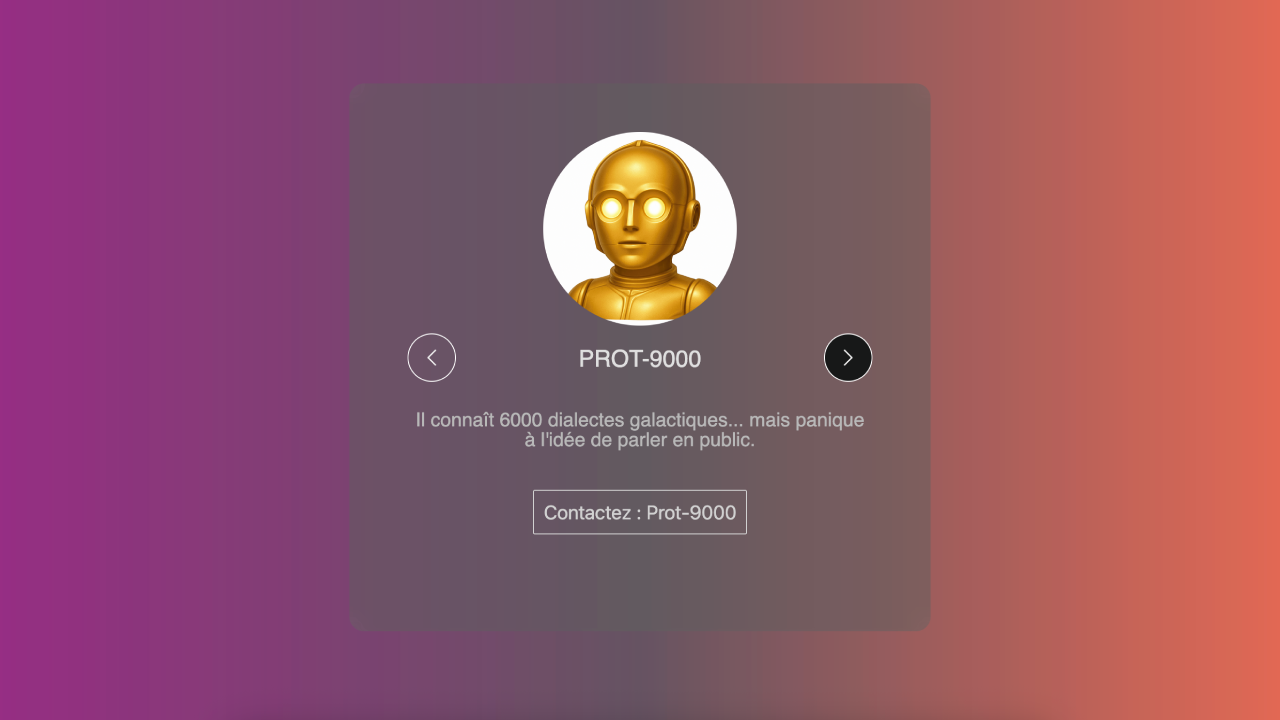 PROT-9000
Il connaît 6000 dialectes galactiques... mais panique
à l'idée de parler en public.
Contactez : Prot-9000